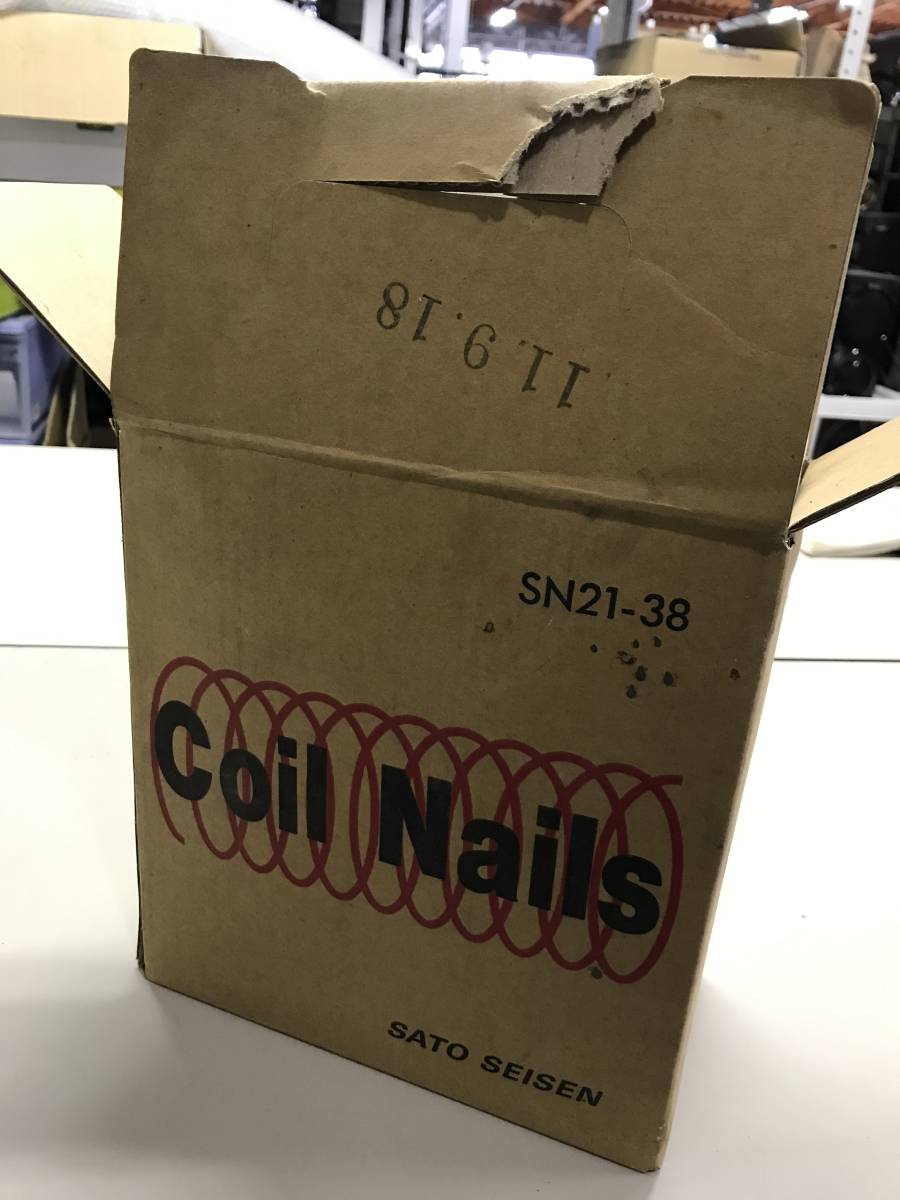 11.9.18
SN21-38
Coil Nails
SATO SEISEN